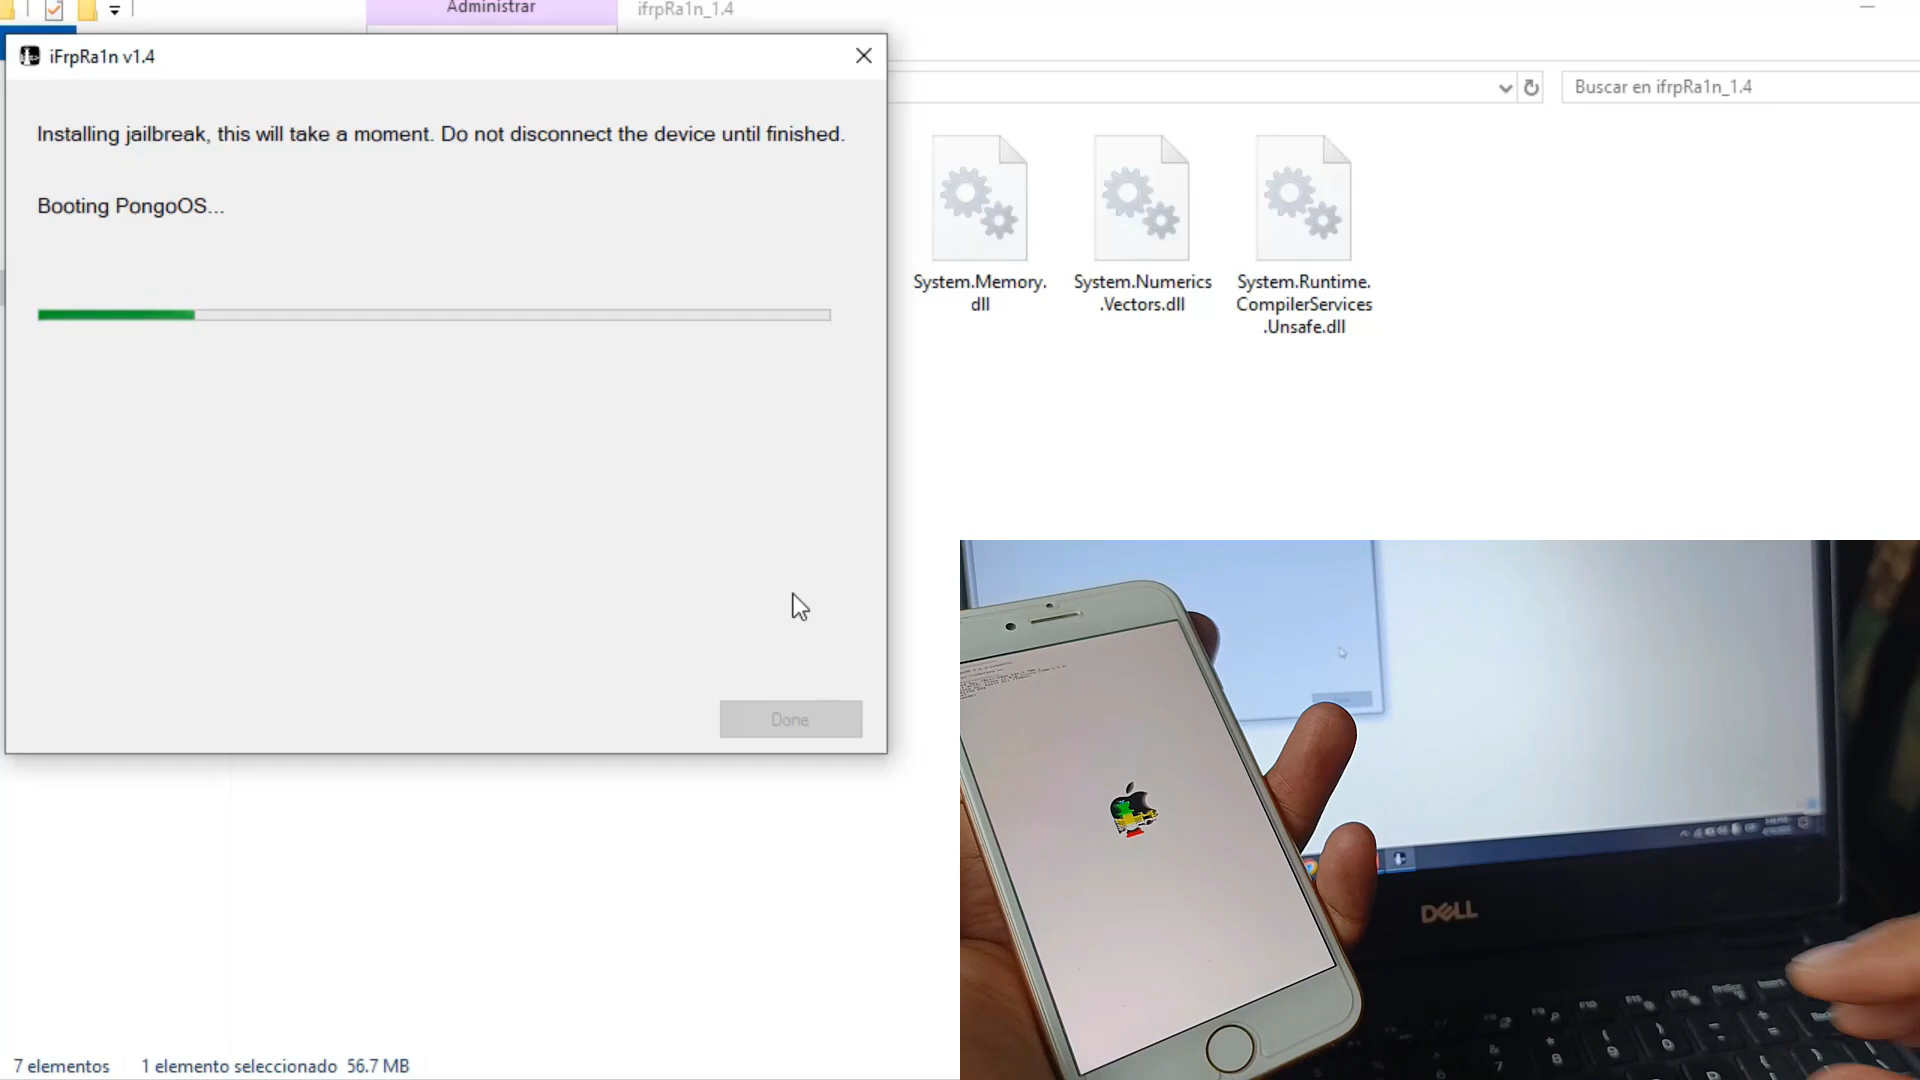 Administrar
ifrpRa1n_1.4
iFrpRa1n v1.4
Buscar en ifrpRa1n_1.4
Installing jailbreak, this will take a moment. Do not disconnect the device until finished.
Booting PongoOS...
System.Memory.
dll
System.Numerics
.Vectors.dll
System.Runtime.
CompilerServices
.Unsafe.dll
Done
DELL
7 elementos
1 elemento seleccionado 56.7 MB